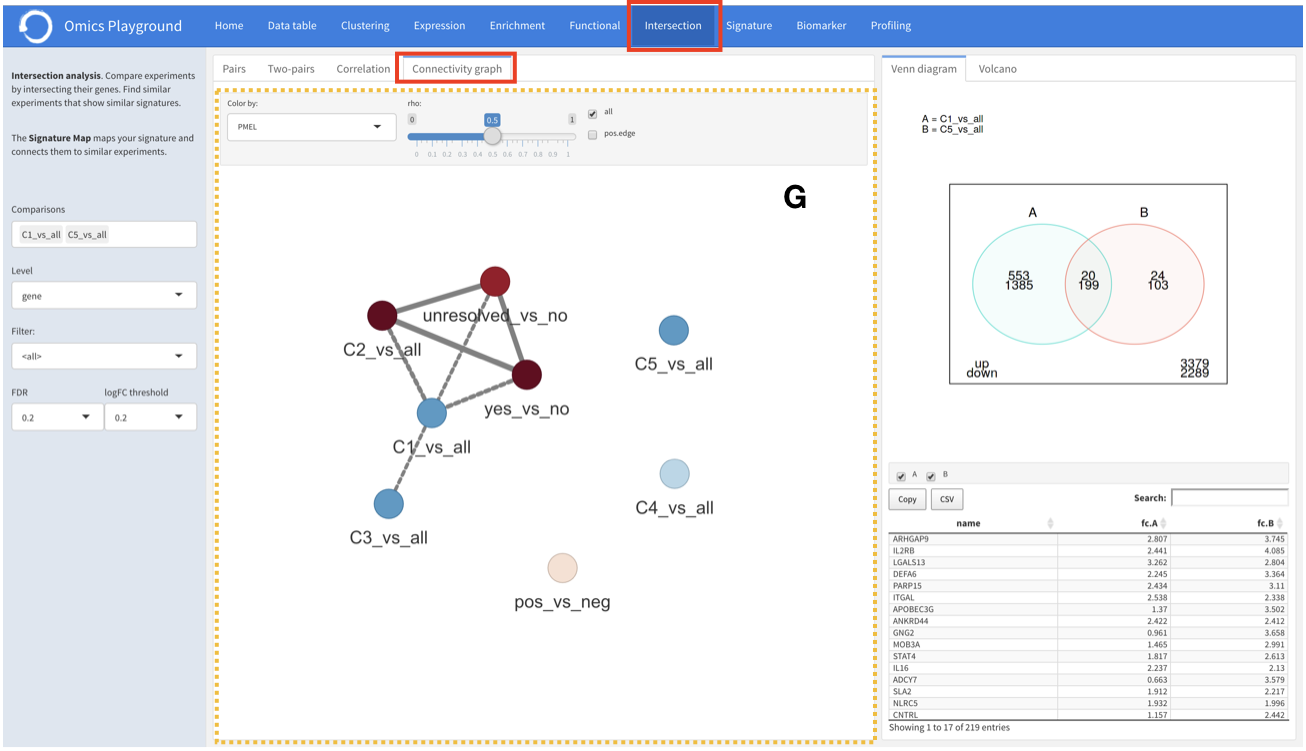 Omics Playground
Home
Data table
Clustering
Expression
Enrichment
Functional
Intersection
Signature
Biomarker
Profiling
Intersection analysis. Compare experiments
by intersecting their genes. Find similar
experiments that show similar signatures.
The Signature Map maps your signature and
connects them to similar experiments.
Comparisons
C1_vs_all C5_vs_all
Level
gene
Filter:
<all>
FDR
logFC threshold
0.2
0.2
Pairs
Two-pairs
Correlation
Connectivity graph
Color by:
PMEL
rho:
0
0.5
1
0 0.1 0.2 0.3 0.4 0.5 0.6 0.7 0.8 0.9 1
all
pos.edge
G
unresolved_vs_no
C2_vs_all
C5_vs_all
yes_vs_no
C1_vs_all
C4_vs_all
C3_vs_all
pos_vs_neg
Venn diagram
Volcano
A = C1_vs_all
B = C5_vs_all
A
B
553
1385
20
199
24
103
up
down
3379
2289
A
B
Copy
CSV
Search:
name fc.A fc.B
ARHGAP9 2.807 3.745
IL2RB 2.441 4.085
LGALS13 3.262 2.804
DEFA6 2.245 3.364
PARP15 2.434 3.11
ITGAL 2.538 2.338
APOBEC3G 1.37 3.502
ANKRD44 2.422 2.412
GNG2 0.961 3.658
MOB3A 1.465 2.991
STAT4 1.817 2.613
IL16 2.237 2.13
ADCY7 0.663 3.579
SLA2 1.912 2.217
NLRC5 1.932 1.996
CNTRL 1.157 2.442
Showing 1 to 17 of 219 entries